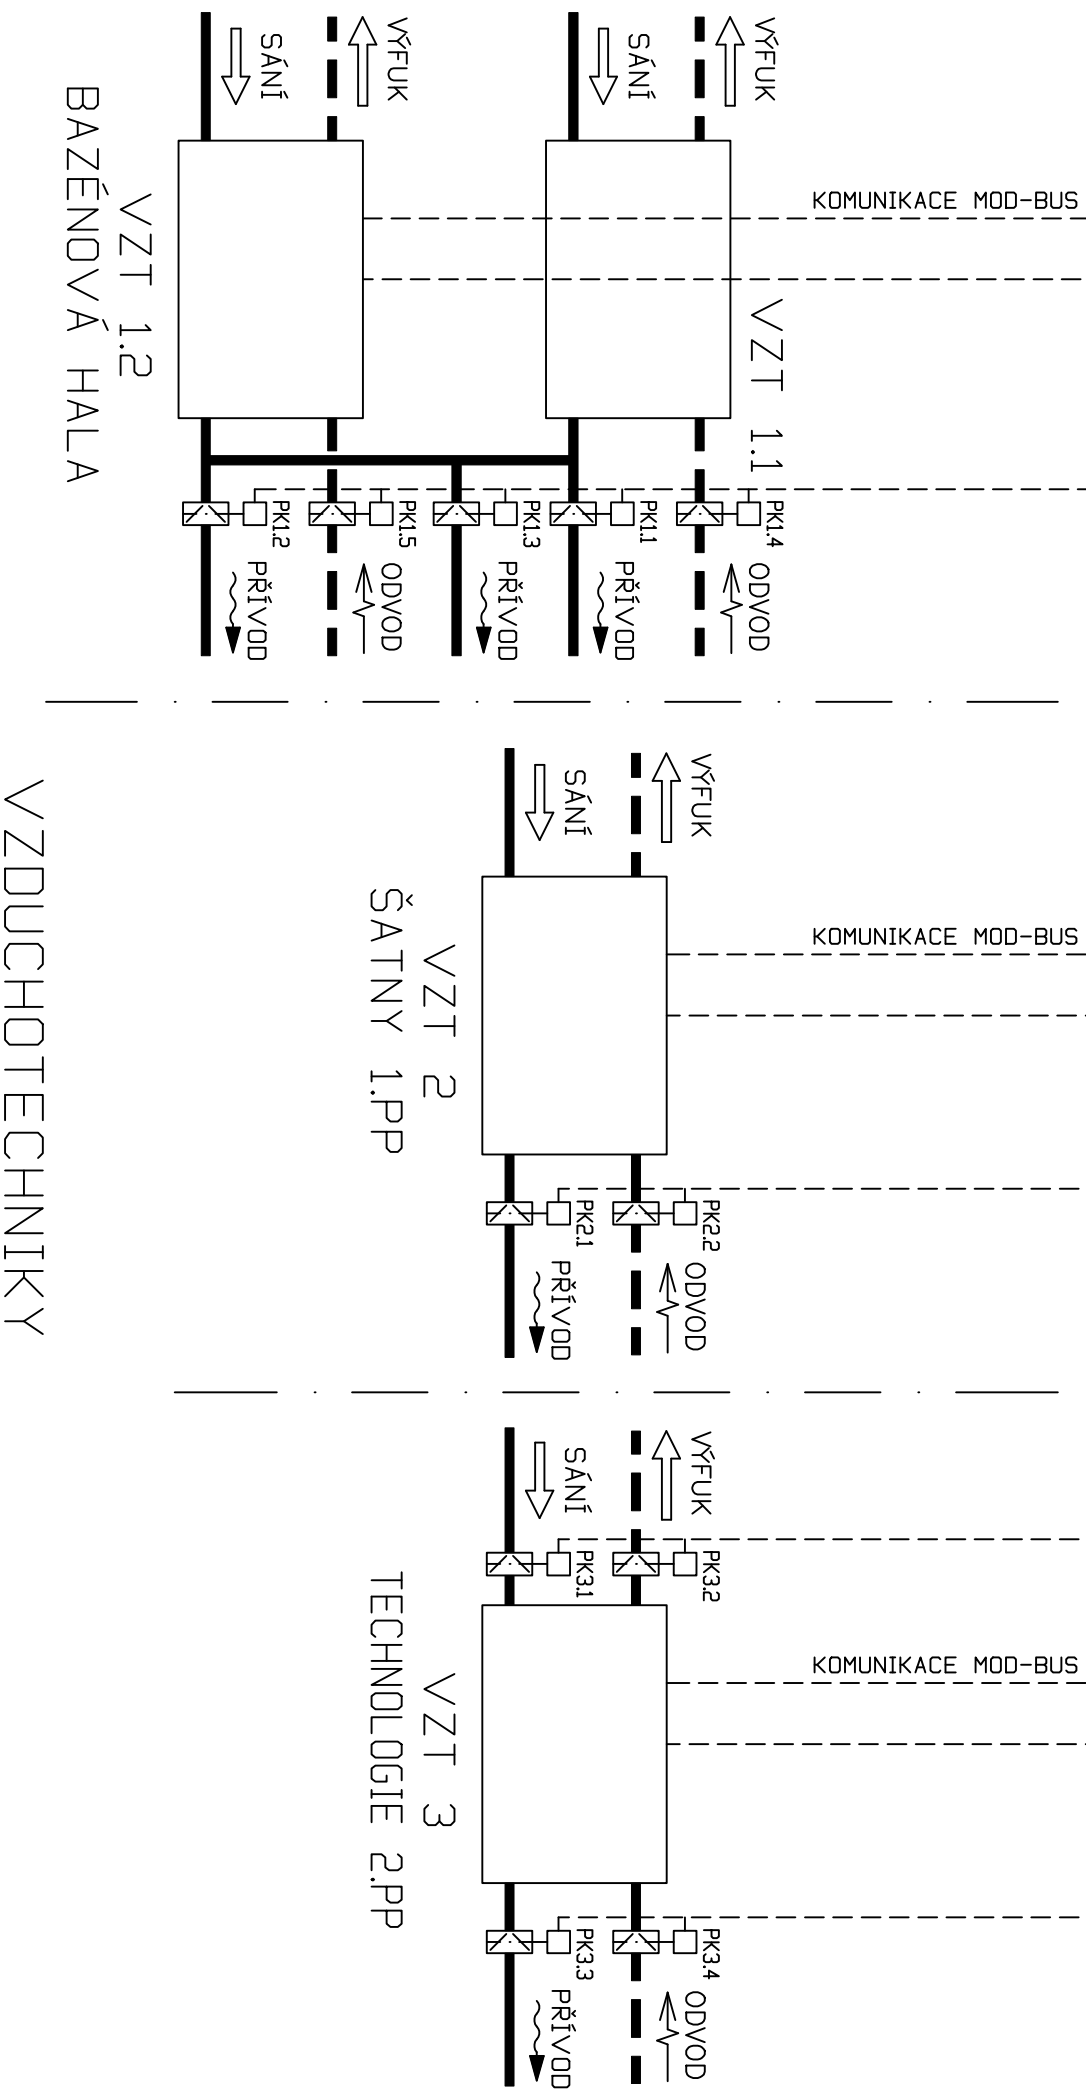 KOMUNIKACE MOD-BUS
VÝFUK
VZT 1.1
PK1.4
ODVOD
SÁNÍ
PK1.1
PŘÍVOD
PK1.3
PŘÍVOD
VÝFUK
PK1.5
ODVOD
SÁNÍ
PK1.2
PŘÍVOD
VZT 1.2
BAZÉNOVÁ HALA
KOMUNIKACE MOD-BUS
VÝFUK
PK2.2
ODVOD
SÁNÍ
PK2.1
PŘÍVOD
VZT 2
ŠATNY 1.PP
KOMUNIKACE MOD-BUS
VÝFUK
PK3.2
PK3.4
ODVOD
SÁNÍ
PK3.1
PK3.3
PŘÍVOD
VZT 3
TECHNOLOGIE 2.PP
VZDUCHOTECHNIKY